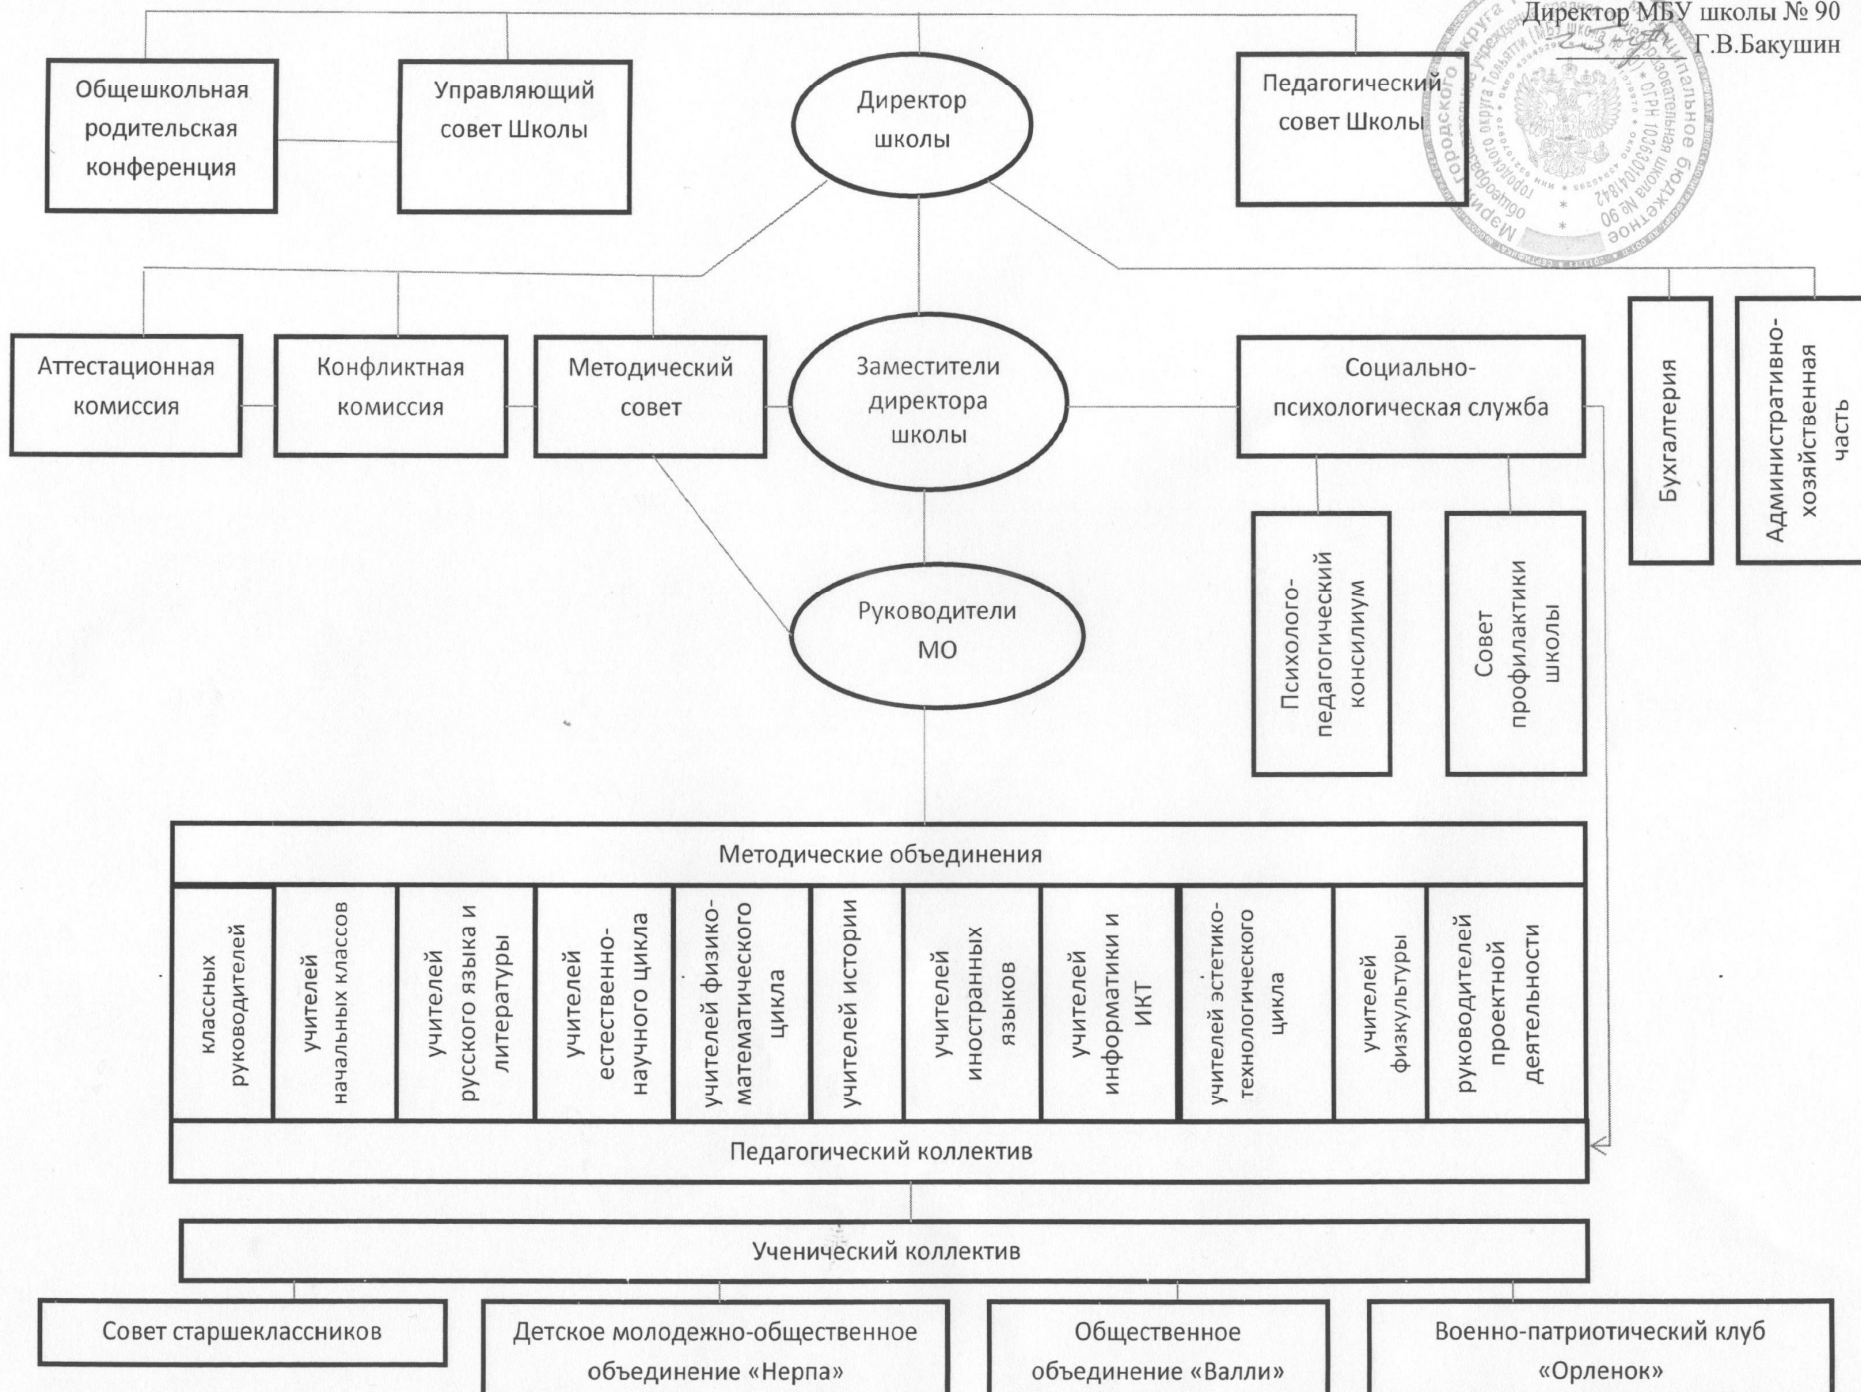 Директор МБУ школы № 90
Г.В.Бакушин
Общешкольная
родительская
конференция
Управляющий
совет Школы
Директор
школы
Педагогический
совет Школы
Аттестационная
комиссия
Конфликтная
комиссия
Методический
совет
Заместители
директора
школы
Социально-
психологическая служба
Бухгалтерия
Административно-
хозяйственная
часть
Психолого-
педагогический
консилиум
Совет
профилактики
школы
Руководители
МО
Методические объединения
классных
руководителей
учителей
начальных классов
учителей
русского языка и
литературы
учителей
естественно-
научного цикла
учителей физико-
математического
цикла
учителей истории
учителей
иностранных
языков
учителей
информатики и
ИКТ
учителей эстетико-
технологического
цикла
учителей
физкультуры
руководителей
проектной
деятельности
Педагогический коллектив
Ученический коллектив
Совет старшеклассников
Детское молодежно-общественное
объединение «Нерпа»
Общественное
объединение «Валли»
Военно-патриотический клуб
«Орленок»